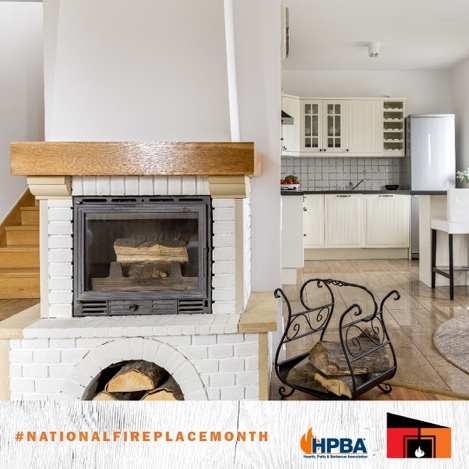 #NATIONALFIREPLACEMONTH
HPBA
Hearth, Patio & Barbecue Association